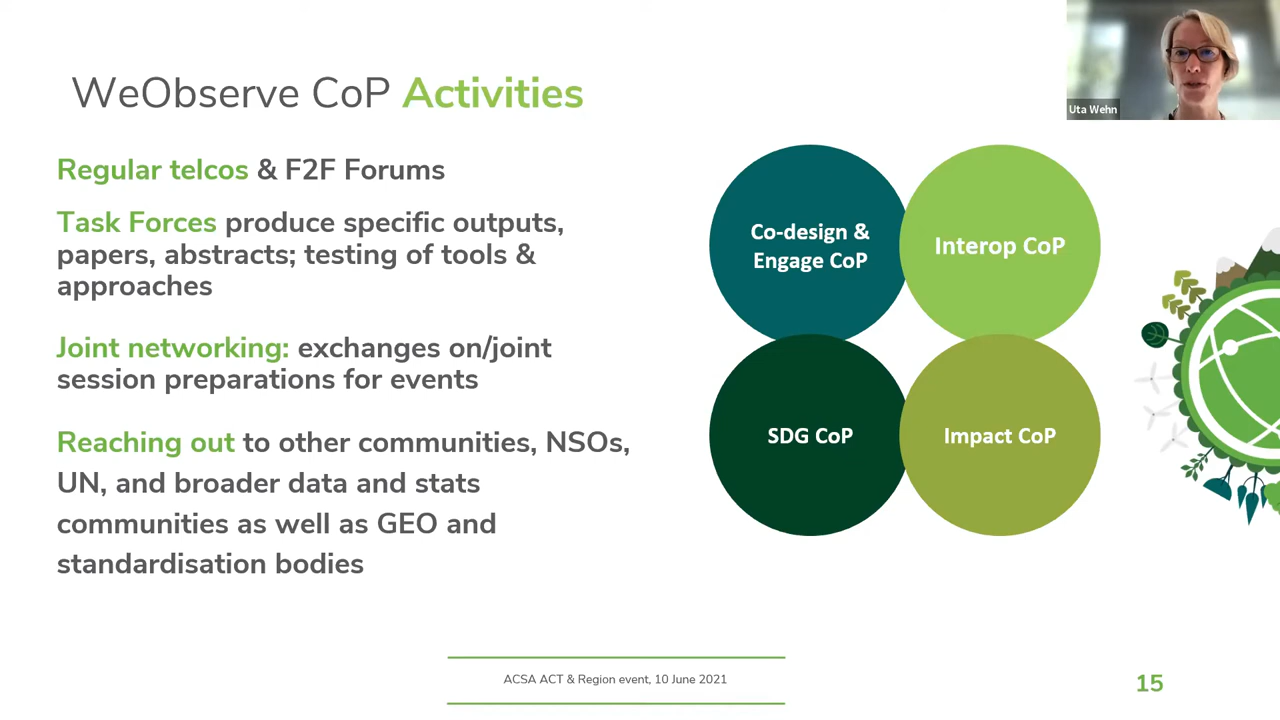 WeObserve CoP Activities
Uta Wehn
Regular telcos & F2F Forums
Task Forces produce specific outputs,
papers, abstracts; testing of tools &
approaches
Joint networking: exchanges on/joint
session preparations for events
Reaching out to other communities, NSOs,
UN, and broader data and stats
communities as well as GEO and
standardisation bodies
Co-design &
Engage CoP
Interop CoP
SDG CoP
Impact CoP
ACSA ACT & Region event, 10 June 2021
15